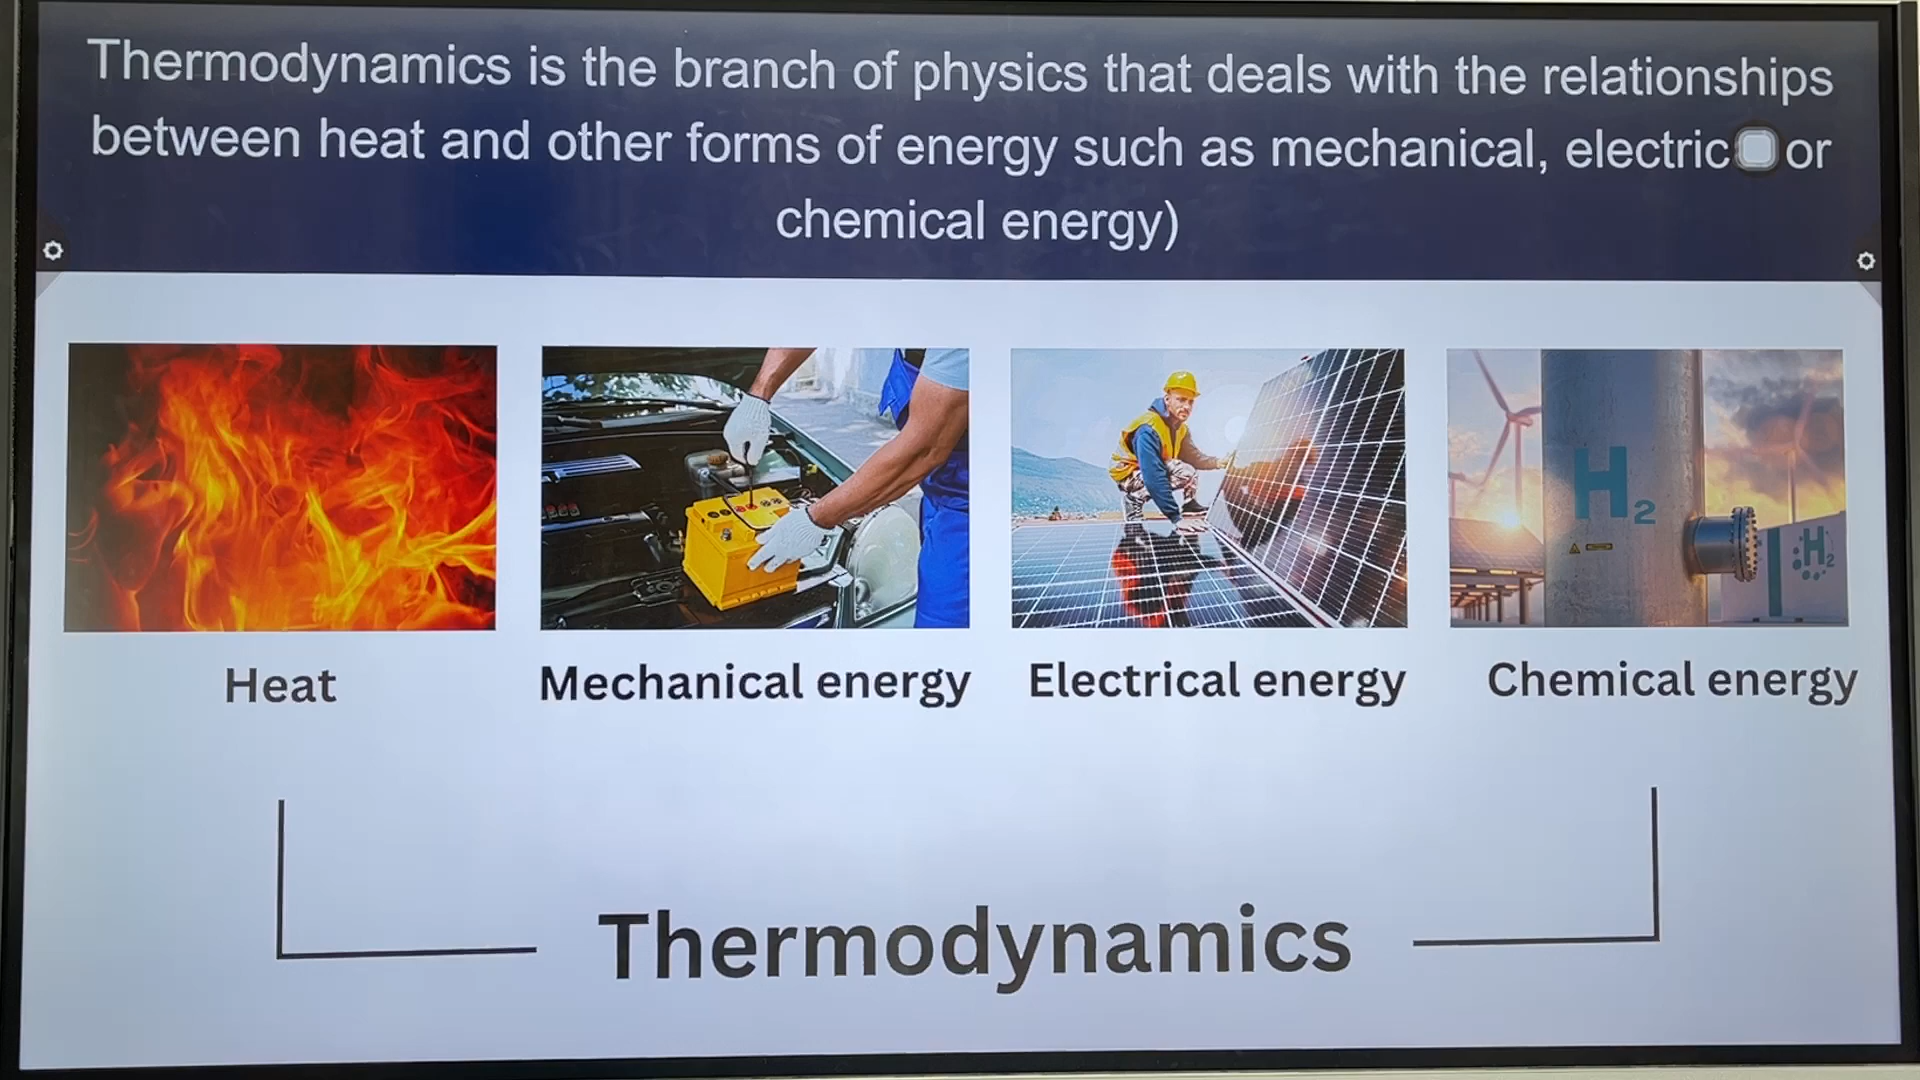 Thermodynamics is the branch of physics that deals with the relationships
between heat and other forms of energy such as mechanical, electric or
chemical energy)
H2
H2
Heat
Mechanical energy
Electrical energy
Chemical energy
Thermodynamics